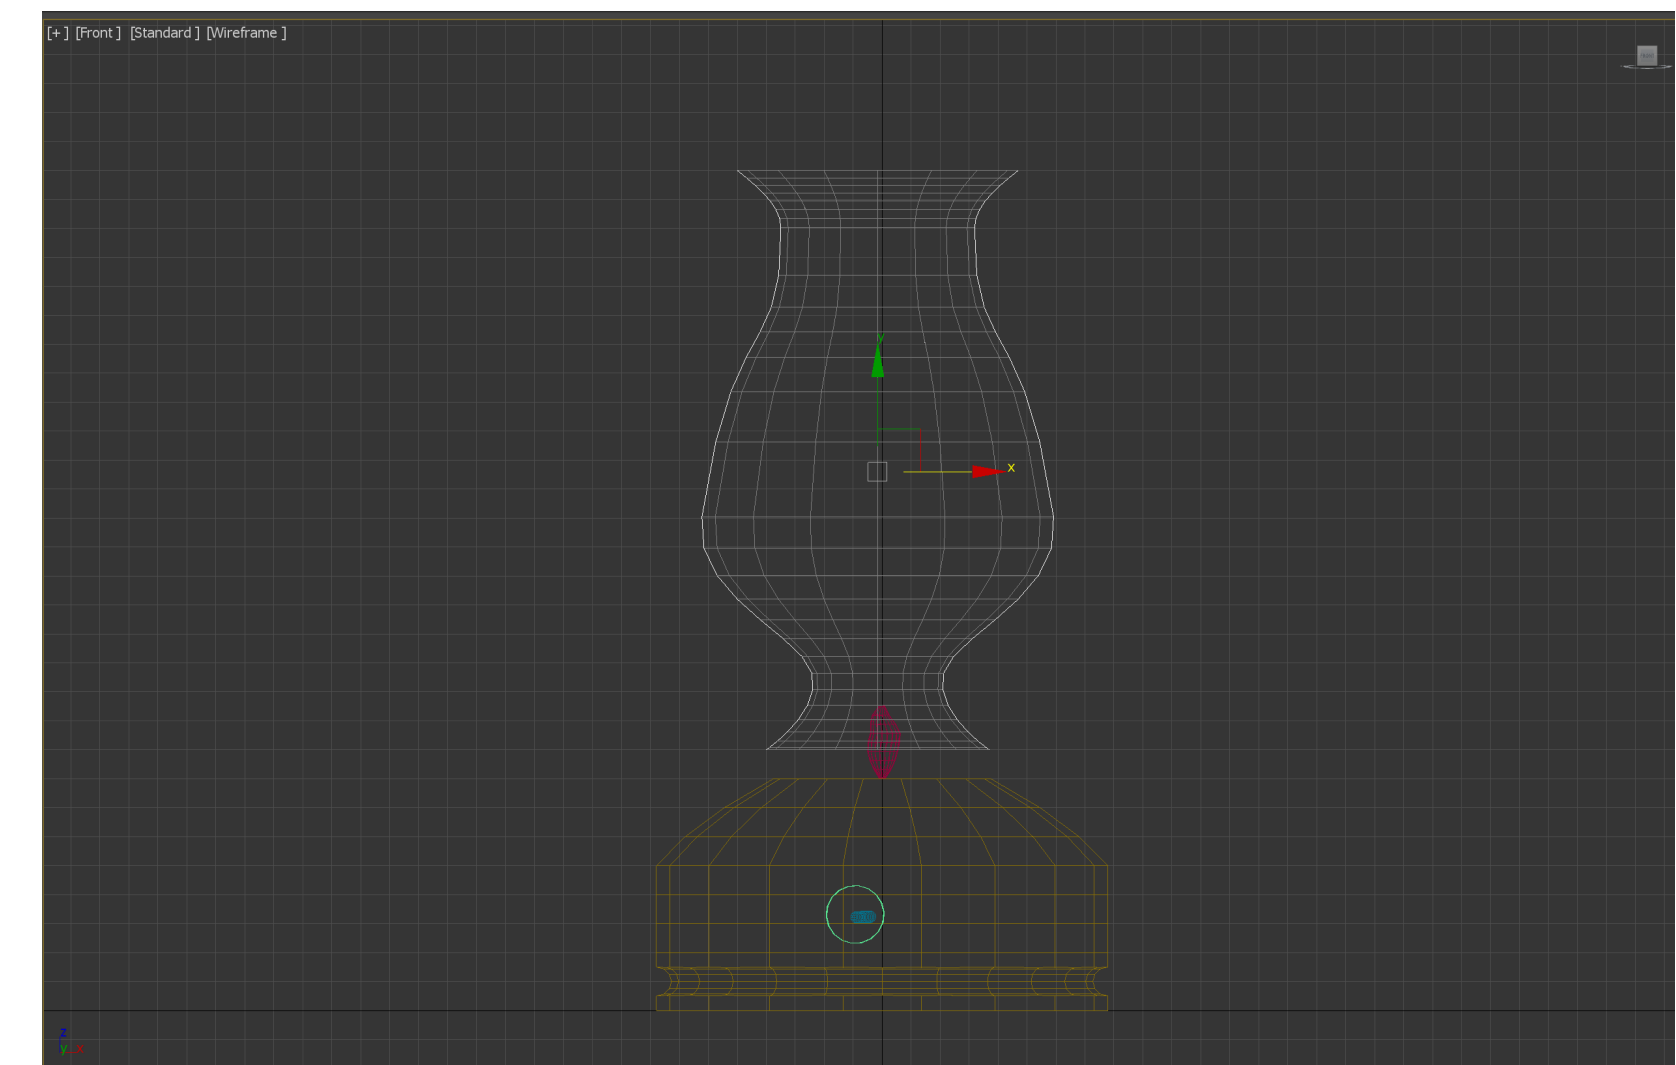 [+] [Front] [Standard] [Wireframe]
y
x
z
y x